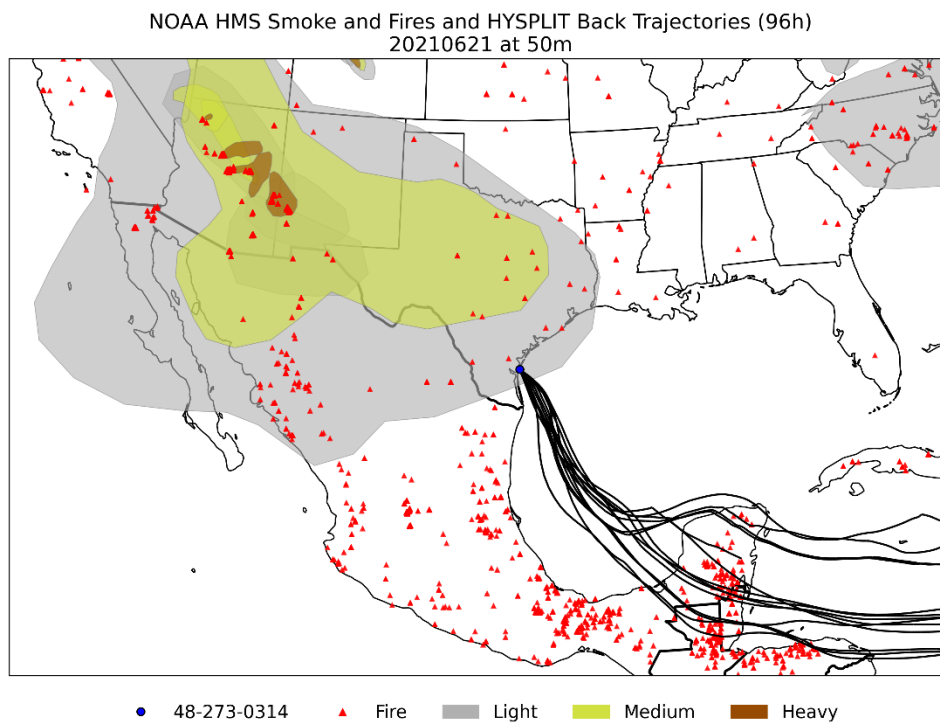 NOAA HMS Smoke and Fires and HYSPLIT Back Trajectories (96h)
20210621 at 50m
48-273-0314 Fire Light Medium Heavy